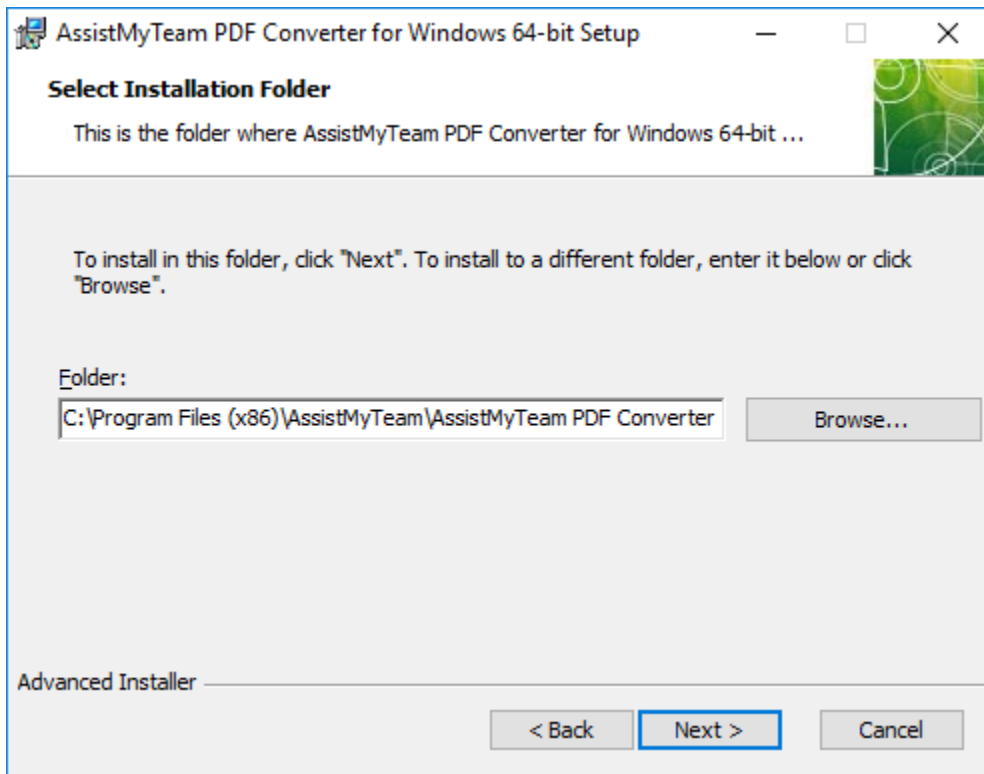 AssistMyTeam PDF Converter for Windows 64-bit Setup
Select Installation Folder
This is the folder where AssistMyTeam PDF Converter for Windows 64-bit ...
To install in this folder, click "Next". To install to a different folder, enter it below or click
"Browse".
Folder:
C:\Program Files (x86)\AssistMyTeam\AssistMyTeam PDF Converter
Browse...
Advanced Installer
< Back
Next >
Cancel